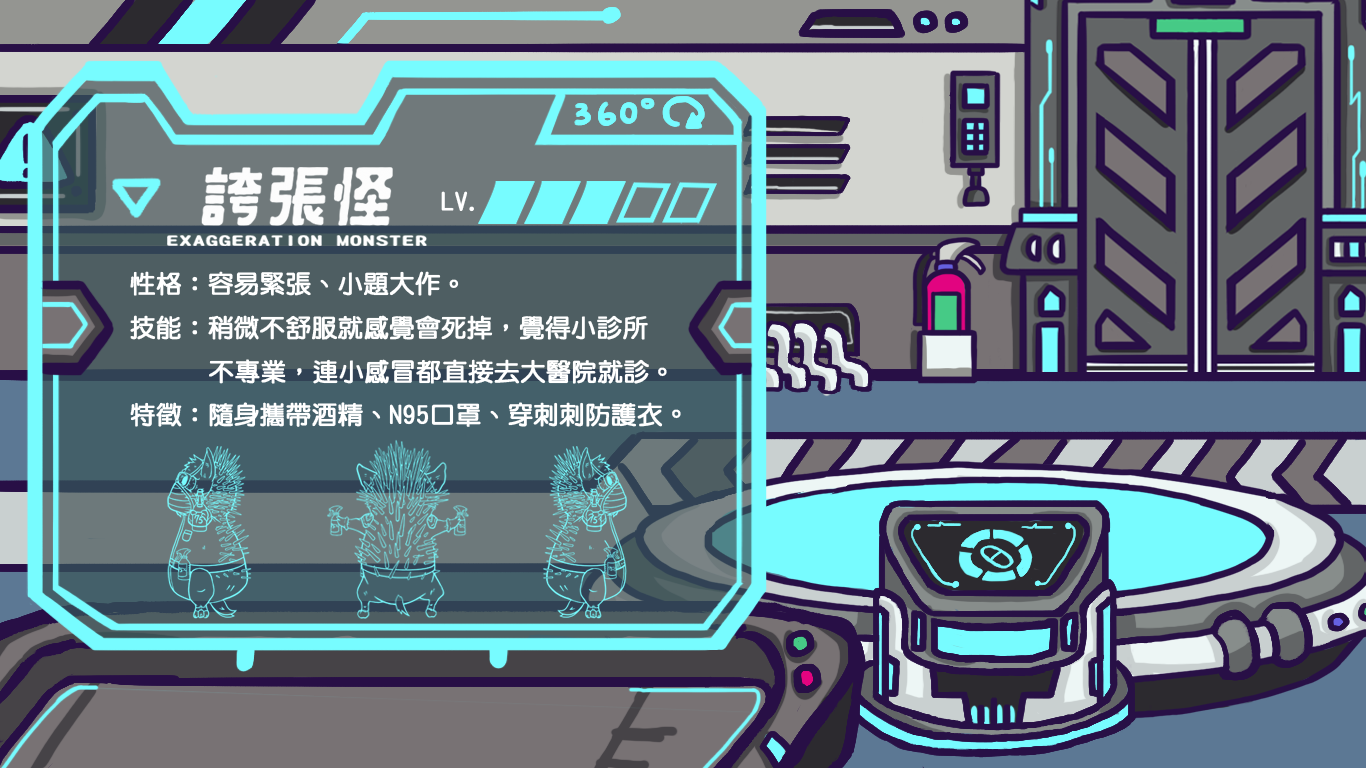 360°
誇張怪
LV.
EXAGGERATION MONSTER
性格：容易緊張、小題大作。
技能：稍微不舒服就感覺會死掉，覺得小診所
不專業，連小感冒都直接去大醫院就診。
特徵：隨身攜帶酒精、N95口罩、穿刺刺防護衣。